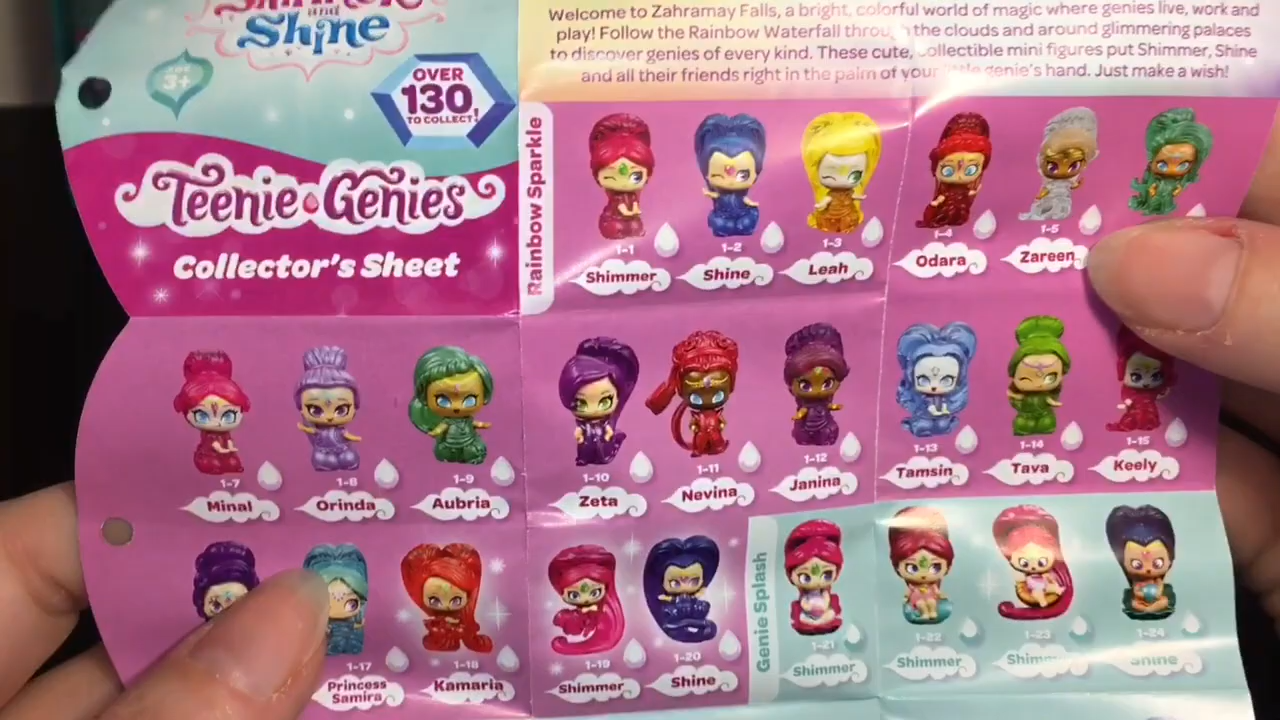 Shimmer
and
Shine
AGE
3+
OVER
130
TO COLLECT!
Teenie Genies
Collector's Sheet
Welcome to Zahramay Falls, a bright, colorful world of magic where genies live, work and
play! Follow the Rainbow Waterfall through the clouds and around glimmering palaces
to discover genies of every kind. These cute, collectible mini figures put Shimmer, Shine
and all their friends right in the palm of your little genie's hand. Just make a wish!
Rainbow Sparkle
1-1
Shimmer
1-2
Shine
1-3
Leah
1-4
Odara
1-5
Zareen
1-7
Minal
1-8
Orinda
1-9
Aubria
1-10
Zeta
1-11
Nevina
1-12
Janina
1-13
Tamsin
1-14
Tava
1-15
Keely
1-17
Princess
Samira
1-18
Kamaria
1-19
Shimmer
1-20
Shine
Genie Splash
1-21
Shimmer
1-22
Shimmer
1-23
Shimmer
1-24
Shine